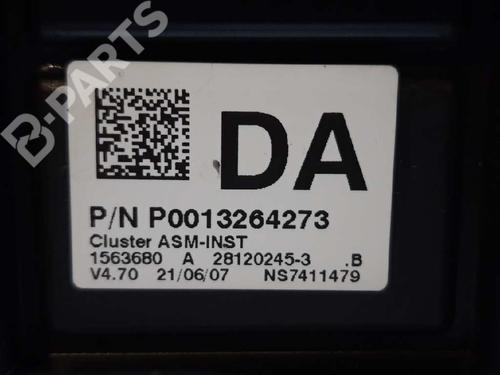 B-PARTS
DA
P/N P0013264273
Cluster ASM-INST
1563680 A 28120245-3 .B
V4.70 21/06/07 NS7411479